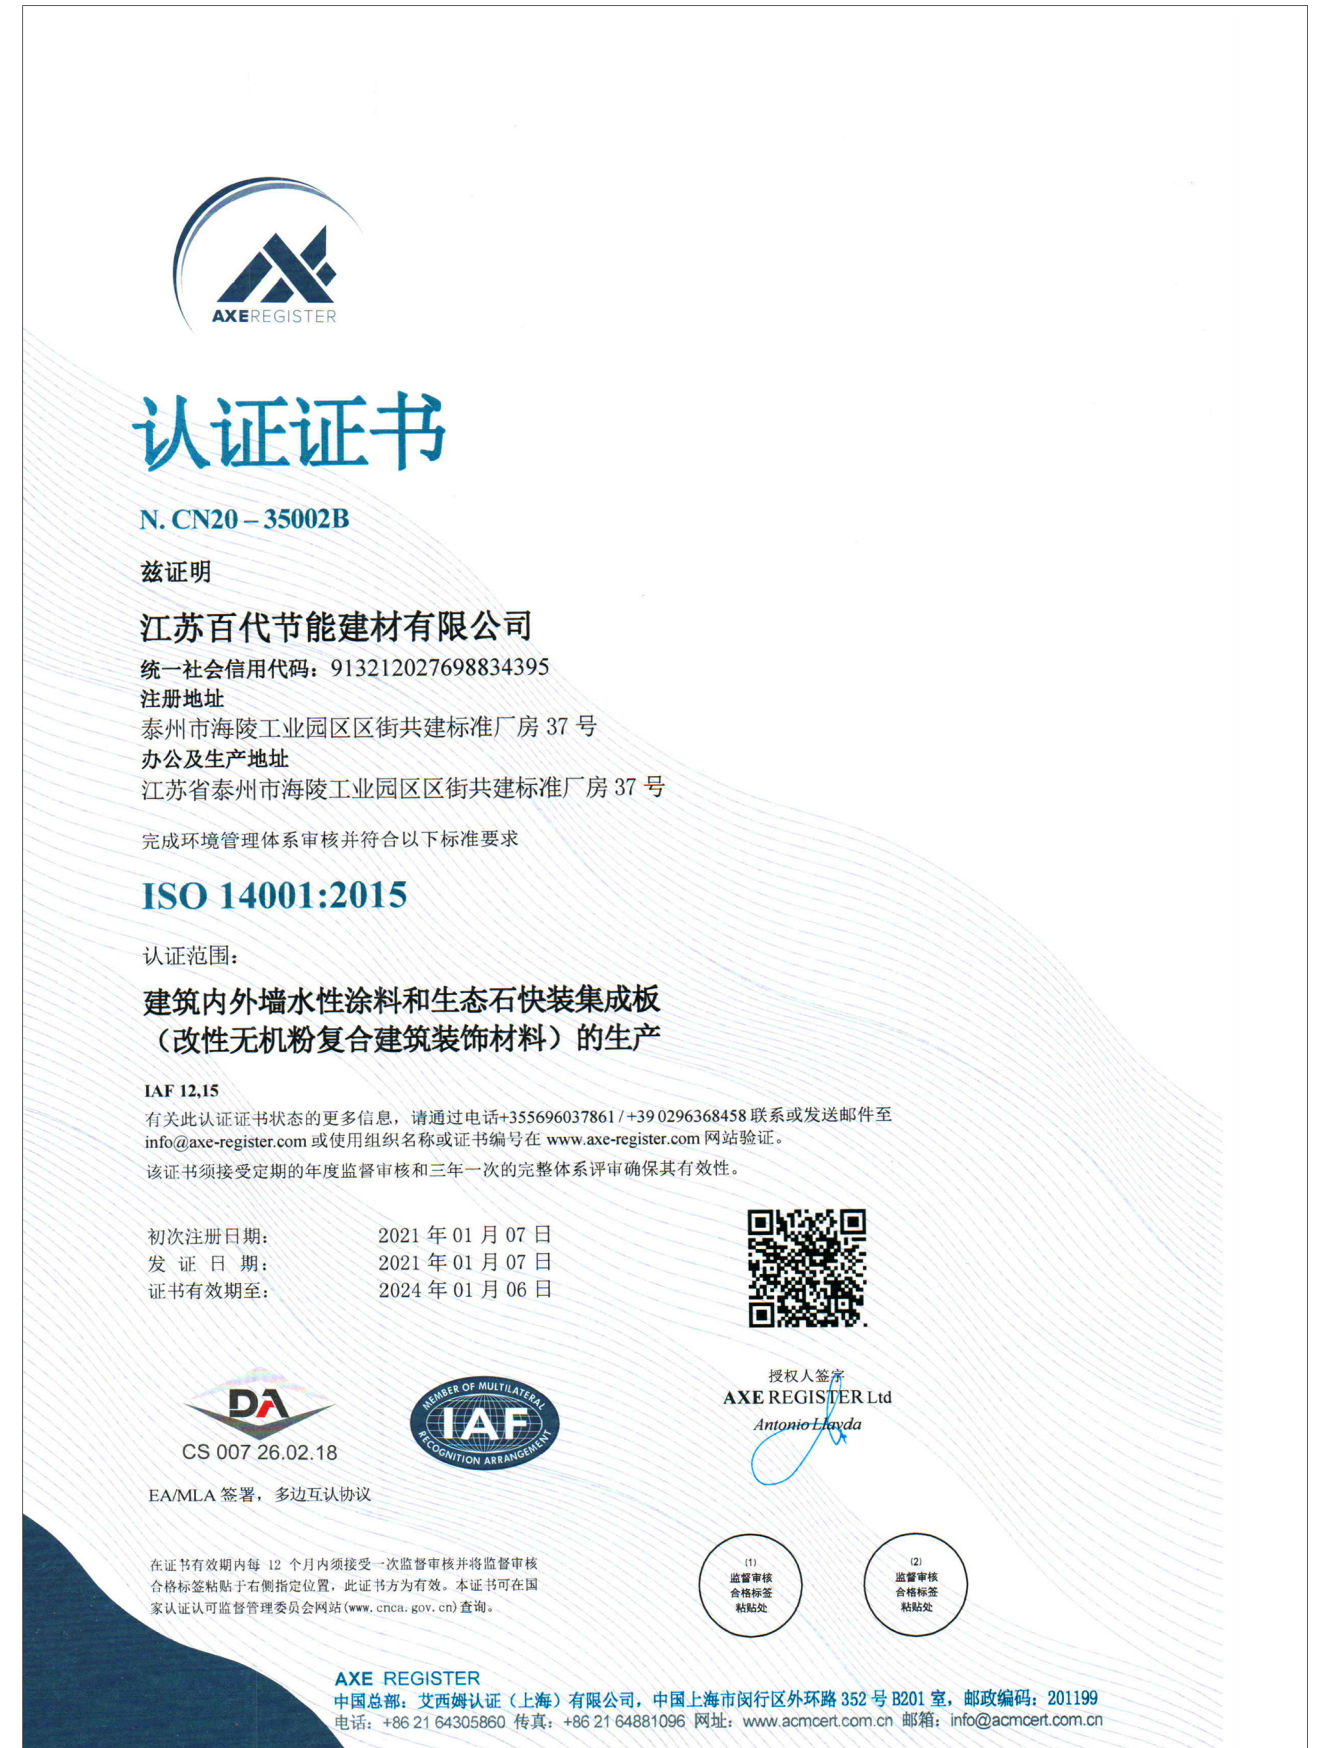 AXEREGISTER
认证证书
N. CN20 – 35002B
兹证明
江苏百代节能建材有限公司
统一社会信用代码：913212027698834395
注册地址
泰州市海陵工业园区区街共建标准厂房 37 号
办公及生产地址
江苏省泰州市海陵工业园区区街共建标准厂房 37 号
完成环境管理体系审核并符合以下标准要求
ISO 14001:2015
认证范围：
建筑内外墙水性涂料和生态石快装集成板
（改性无机粉复合建筑装饰材料）的生产
IAF 12,15
有关此认证证书状态的更多信息，请通过电话+355696037861 / +39 0296368458 联系或发送邮件至
info@axe-register.com 或使用组织名称或证书编号在 www.axe-register.com 网站验证。
该证书须接受定期的年度监督审核和三年一次的完整体系评审确保其有效性。
初次注册日期： 2021 年 01 月 07 日
发 证 日 期： 2021 年 01 月 07 日
证书有效期至： 2024 年 01 月 06 日
授权人签字
AXE REGISTER Ltd
Antonio Llayda
DA
CS 007 26.02.18
MEMBER OF MULTILATERAL
IAF
RECOGNITION ARRANGEMENT
EA/MLA 签署，多边互认协议
在证书有效期内每 12 个月内须接受一次监督审核并将监督审核
合格标签粘贴于右侧指定位置，此证书方为有效。本证书可在国
家认证认可监督管理委员会网站(www.cnca.gov.cn)查询。
(1)
监督审核
合格标签
粘贴处
(2)
监督审核
合格标签
粘贴处
AXE REGISTER
中国总部：艾西姆认证（上海）有限公司，中国上海市闵行区外环路 352 号 B201 室，邮政编码：201199
电话：+86 21 64305860 传真：+86 21 64881096 网址：www.acmcert.com.cn 邮箱：info@acmcert.com.cn